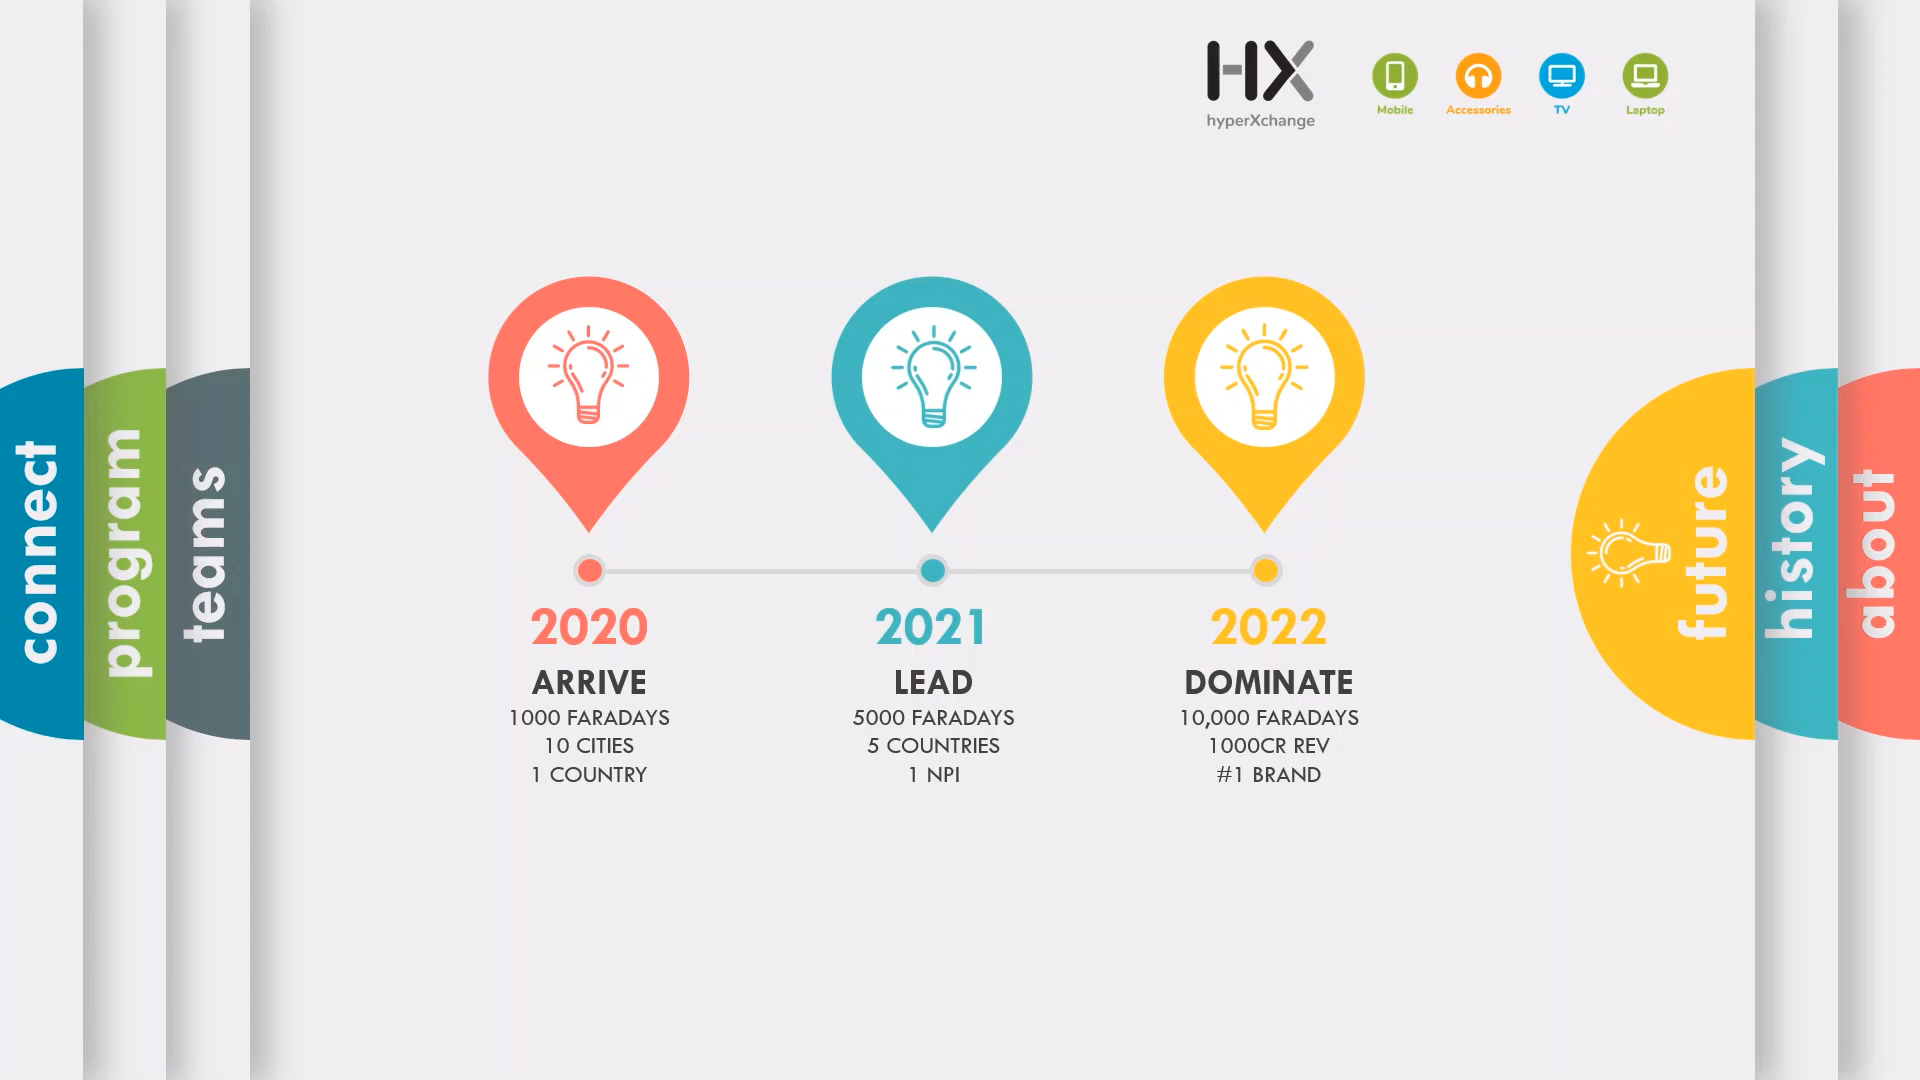 HX
hyperXchange
Mobile
Accessories
TV
Laptop
connect
program
teams
2020
ARRIVE
1000 FARADAYS
10 CITIES
1 COUNTRY
2021
LEAD
5000 FARADAYS
5 COUNTRIES
1 NPI
2022
DOMINATE
10,000 FARADAYS
1000CR REV
#1 BRAND
future
history
about